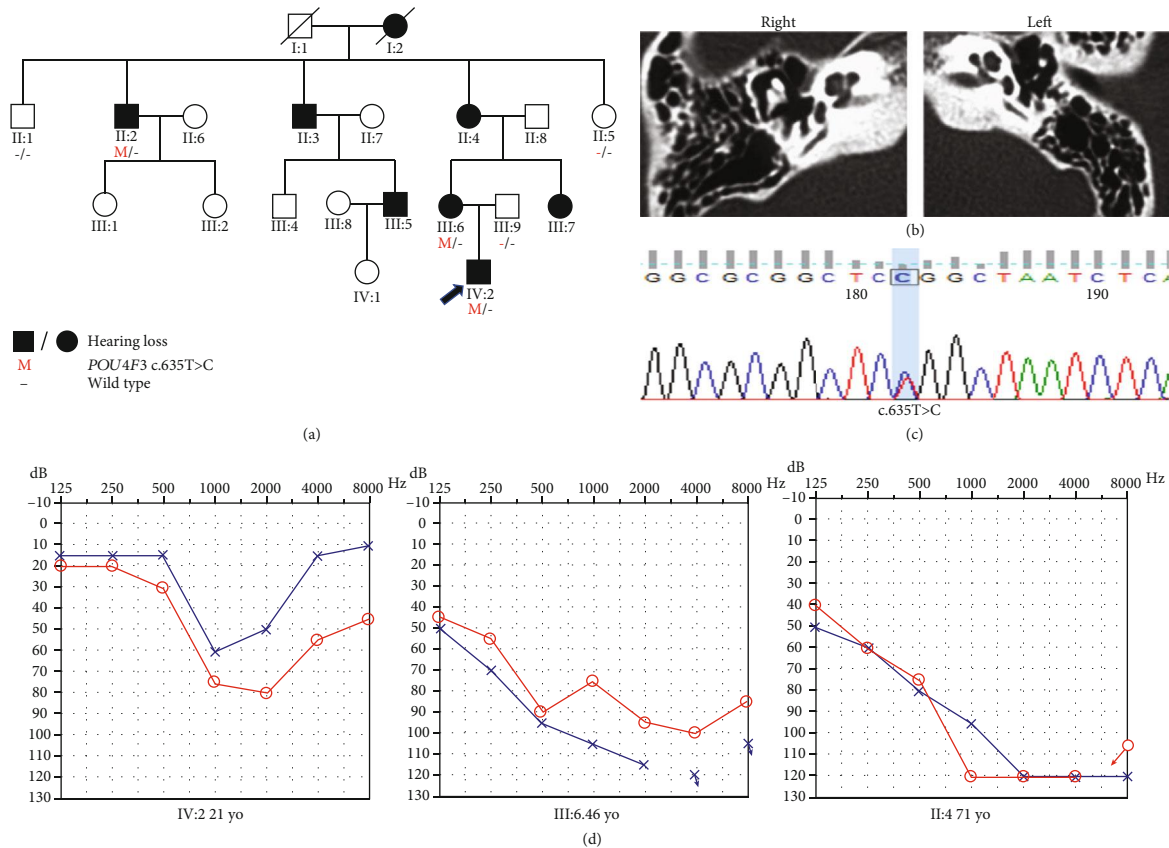 I:1 I:2
II:1 II:2 II:6 II:3 II:7 II:4 II:8 II:5
-/- M/- -/-
III:1 III:2 III:4 III:8 III:5 III:6 III:9 III:7
M/- -/-
IV:1 IV:2
M/-
/ Hearing loss
M POU4F3 c.635T>C
– Wild type
(a)
Right Left
(b)
G G C G C G G C T C C G G C T A A T C T C A
180 190
c.635T>C
(c)
dB Hz
125 250 500 1000 2000 4000 8000
–10
0
10
20
30
40
50
60
70
80
90
100
110
120
130
IV:2 21 yo
dB Hz
125 250 500 1000 2000 4000 8000
–10
0
10
20
30
40
50
60
70
80
90
100
110
120
130
III:6.46 yo
dB Hz
125 250 500 1000 2000 4000 8000
–10
0
10
20
30
40
50
60
70
80
90
100
110
120
130
II:4 71 yo
(d)